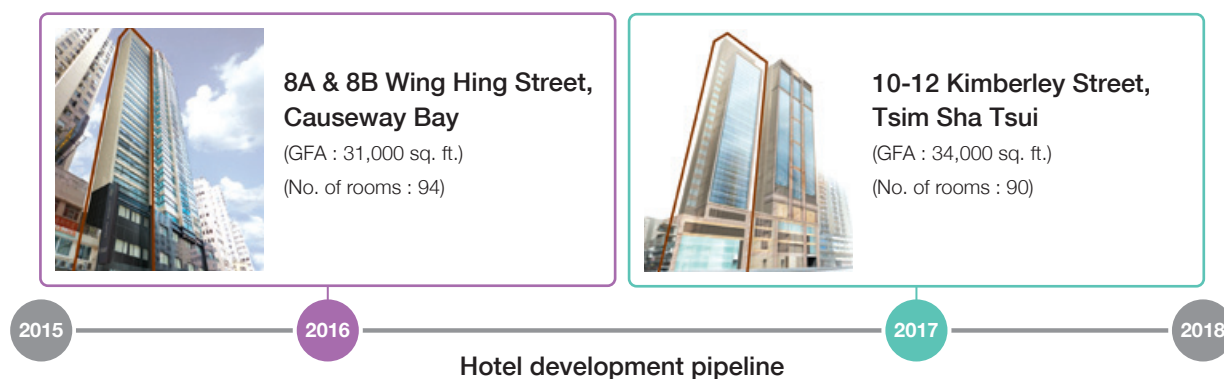 8A & 8B Wing Hing Street,
Causeway Bay
(GFA : 31,000 sq. ft.)
(No. of rooms : 94)
10-12 Kimberley Street,
Tsim Sha Tsui
(GFA : 34,000 sq. ft.)
(No. of rooms : 90)
2015
2016
2017
2018
Hotel development pipeline